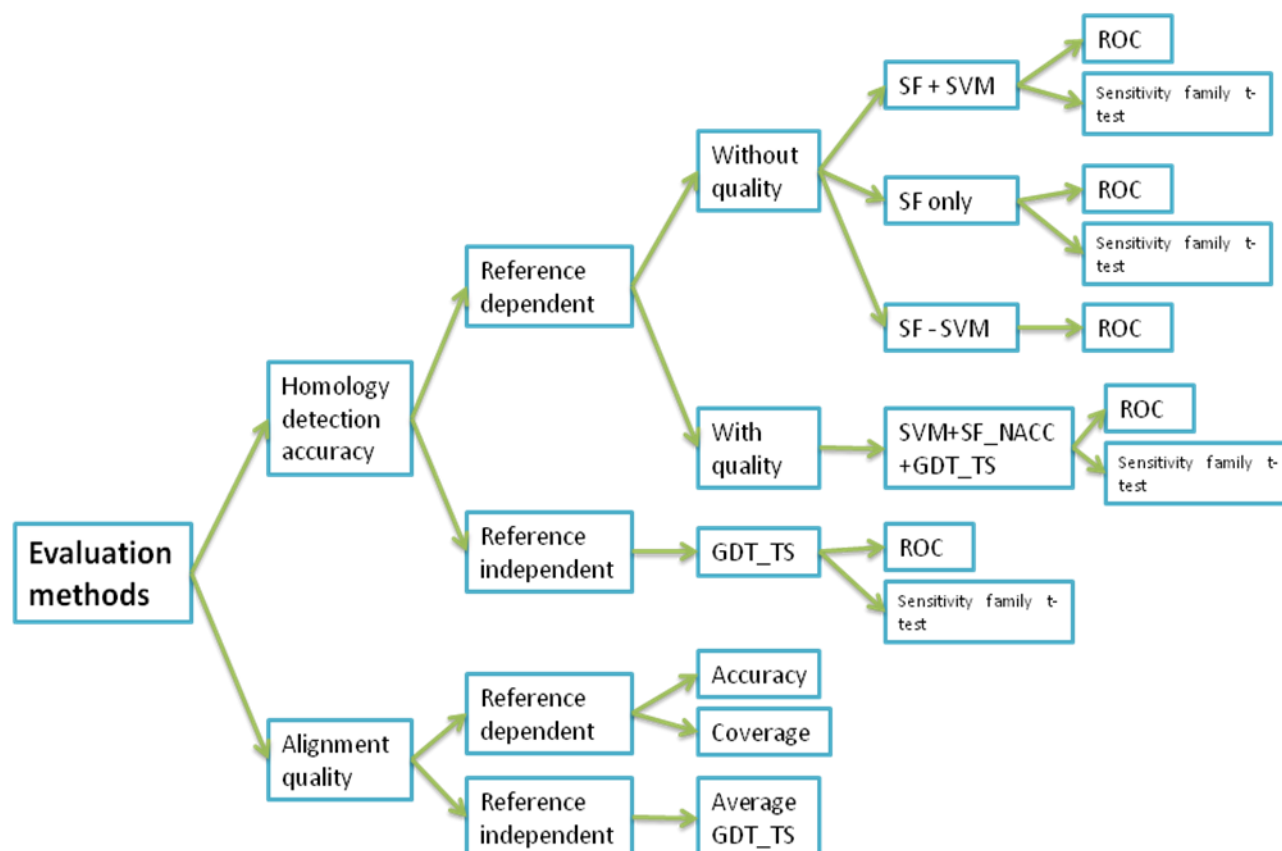 ROC
SF + SVM
Sensitivity family t-
test
Without
quality
ROC
SF only
Sensitivity family t-
test
Reference
dependent
SF - SVM
ROC
Homology
detection
accuracy
With
quality
SVM+SF_NACC
+GDT_TS
ROC
Sensitivity family t-
test
Evaluation
methods
Reference
independent
GDT_TS
ROC
Sensitivity family t-
test
Alignment
quality
Reference
dependent
Accuracy
Coverage
Reference
independent
Average
GDT_TS